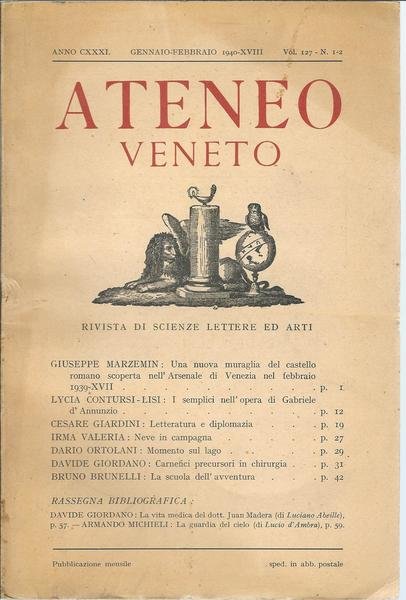 ANNO CXXXI. GENNAIO-FEBBRAIO 1940-XVIII Vol. 127 - N. 1-2
ATENEO
VENETO
RIVISTA DI SCIENZE LETTERE ED ARTI
GIUSEPPE MARZEMIN : Una nuova muraglia del castello
romano scoperta nell'Arsenale di Venezia nel febbraio
1939-XVII . . . . . . . . . . p. 1
LYCIA CONTURSI-LISI : I semplici nell'opera di Gabriele
d'Annunzio . . . . . . . . . . p. 12
CESARE GIARDINI : Letteratura e diplomazia . . . p. 19
IRMA VALERIA : Neve in campagna . . . . . p. 27
DARIO ORTOLANI : Momento sul lago . . . . . p. 29
DAVIDE GIORDANO : Carnefici precursori in chirurgia . . p. 31
BRUNO BRUNELLI : La scuola dell'avventura . . . p. 42
RASSEGNA BIBLIOGRAFICA :
DAVIDE GIORDANO : La vita medica del dott. Juan Madera (di Luciano Abeille),
p. 57. — ARMANDO MICHIELI : La guardia del cielo (di Lucio d'Ambra), p. 59.
Pubblicazione mensile sped. in abb. postale